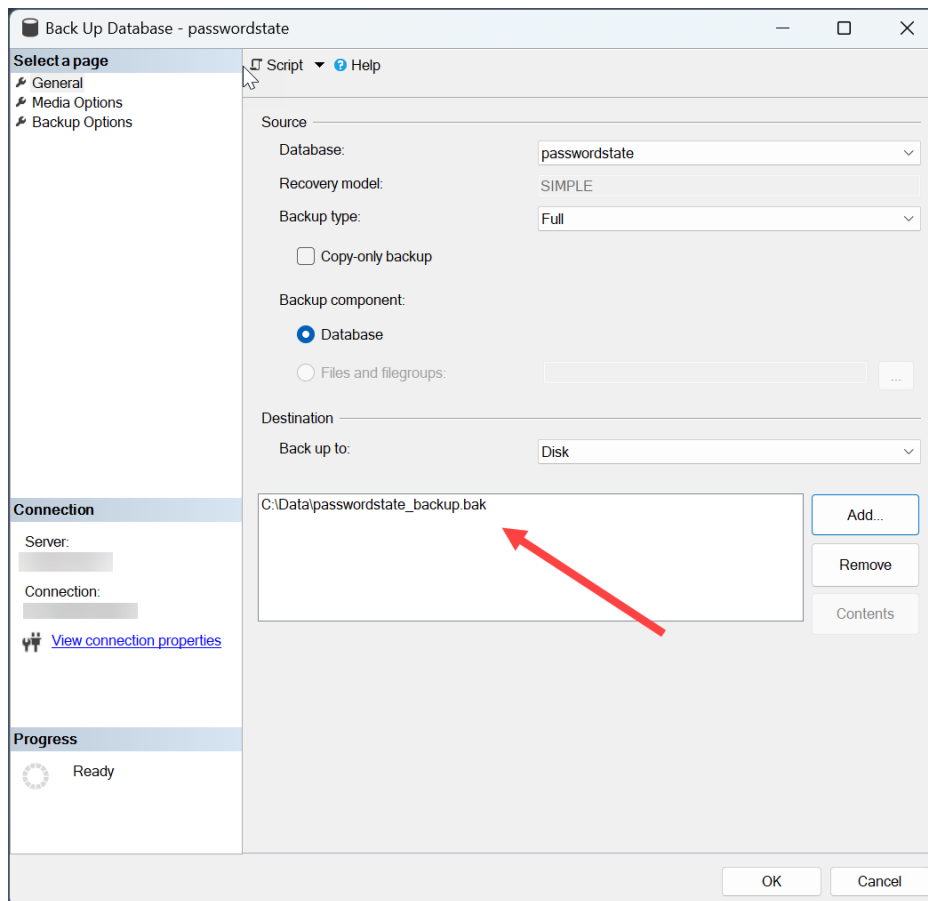 Back Up Database - passwordstate
Select a page
General
Media Options
Backup Options
Script
Help
Source
Database:
passwordstate
Recovery model:
SIMPLE
Backup type:
Full
Copy-only backup
Backup component:
Database
Files and filegroups:
...
Destination
Back up to:
Disk
C:\Data\passwordstate_backup.bak
Add...
Remove
Contents
Connection
Server:
Connection:
View connection properties
Progress
Ready
OK
Cancel